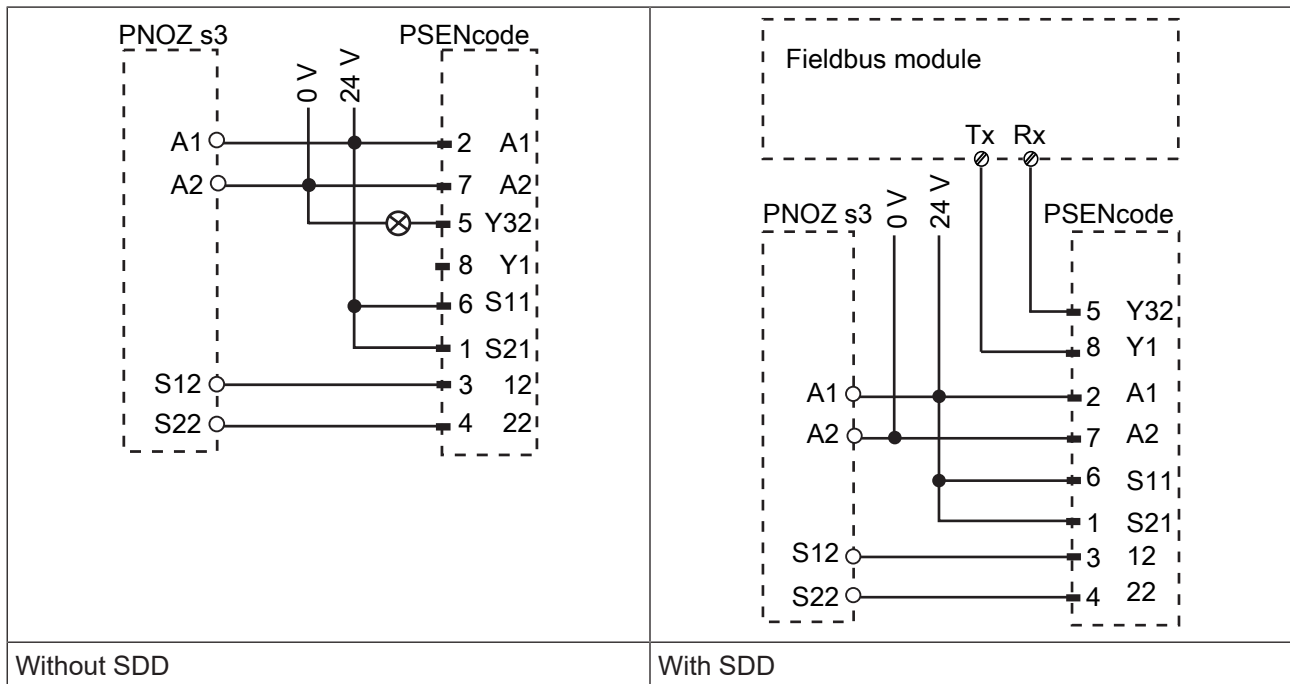 PNOZ s3
PSENcode
0 V
24 V
A1
2 A1
A2
7 A2
5 Y32
8 Y1
6 S11
1 S21
S12
3 12
S22
4 22
Without SDD
Fieldbus module
Tx Rx
PNOZ s3
0 V
24 V
PSENcode
5 Y32
8 Y1
A1
2 A1
A2
7 A2
6 S11
1 S21
S12
3 12
S22
4 22
With SDD